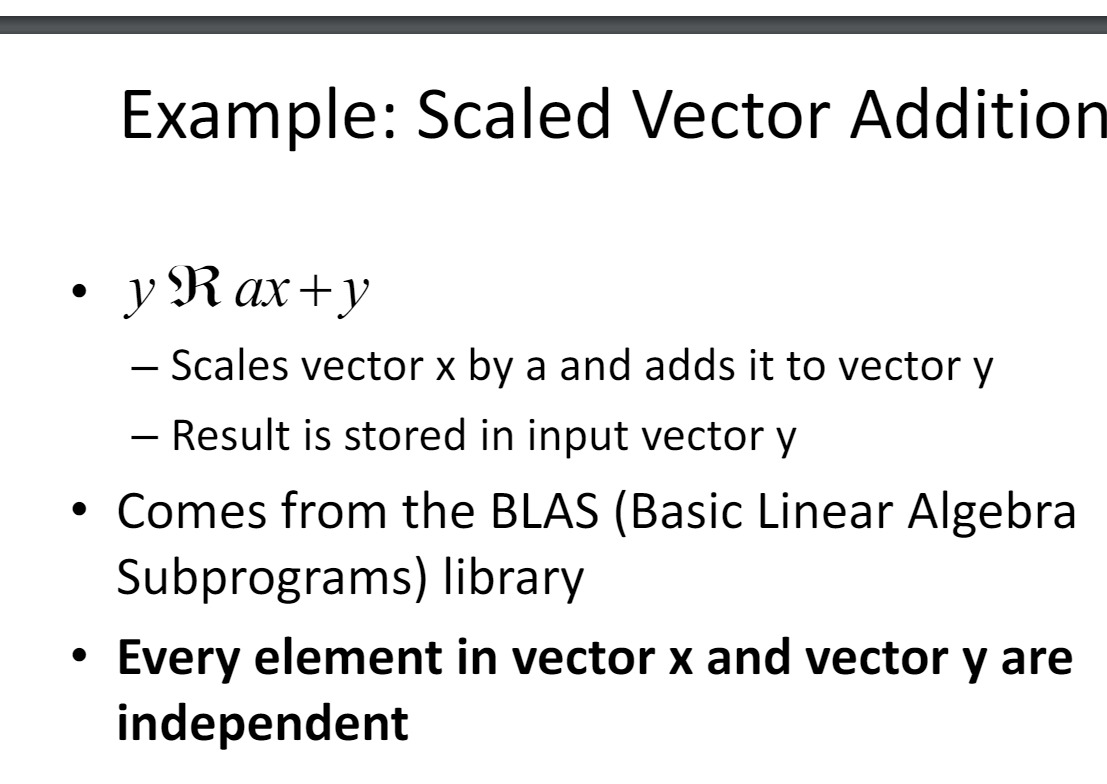 Example: Scaled Vector Addition
• y ℜ ax + y
– Scales vector x by a and adds it to vector y
– Result is stored in input vector y
• Comes from the BLAS (Basic Linear Algebra
Subprograms) library
• Every element in vector x and vector y are
independent